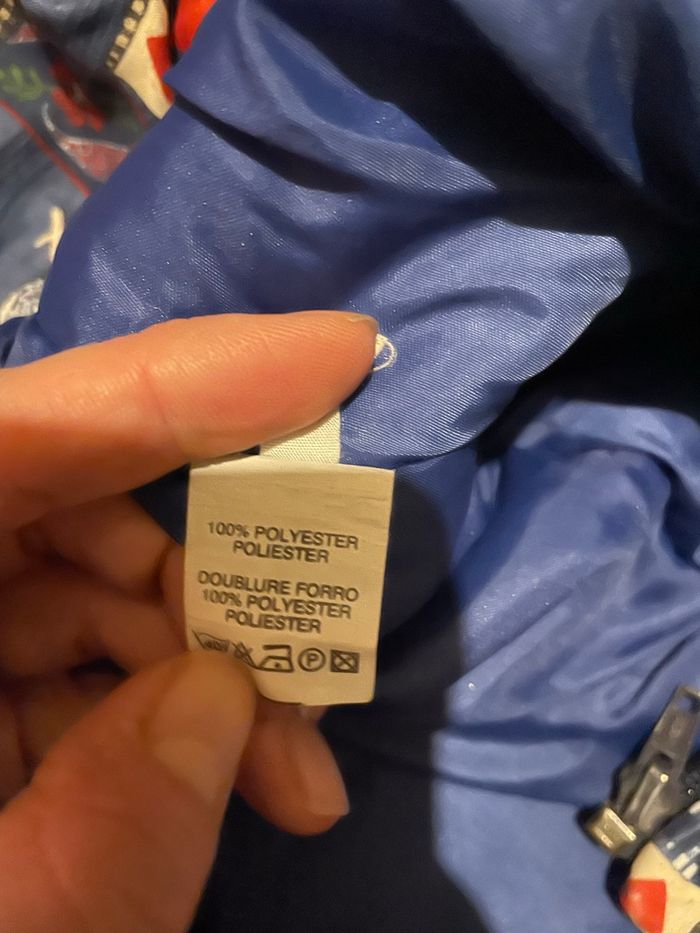 100% POLYESTER
POLIESTER
DOUBLURE FORRO
100% POLYESTER
POLIESTER
P